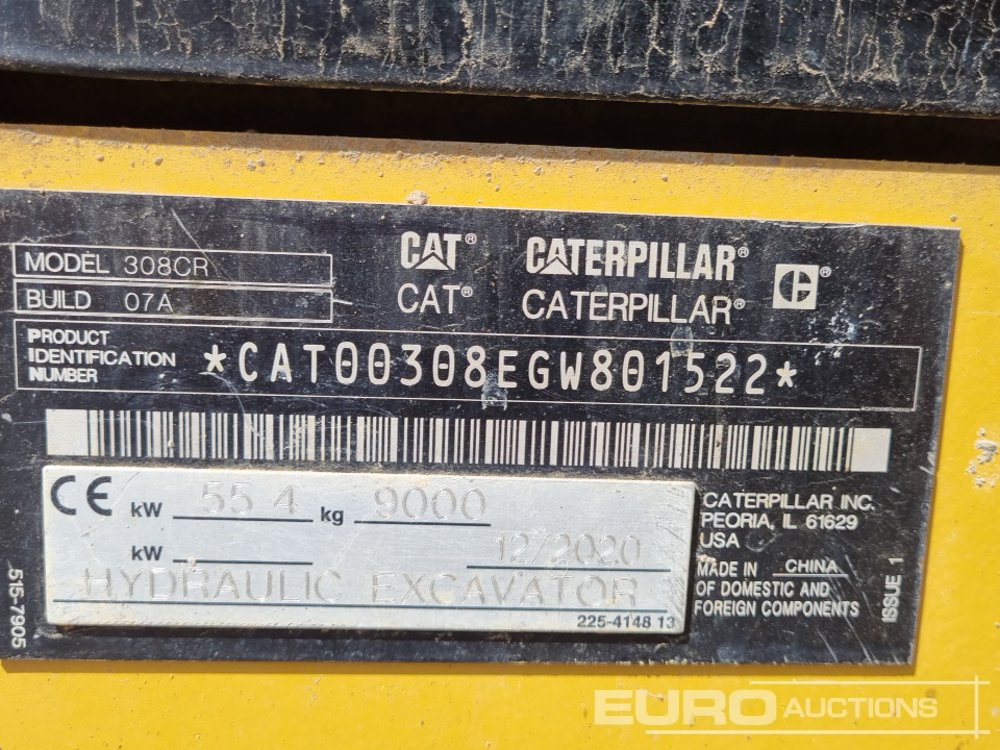 MODEL 308CR
BUILD 07A
CAT® CATERPILLAR®
CAT® CATERPILLAR®
PRODUCT
IDENTIFICATION
NUMBER
*CAT00308EGW801522*
CE kW 55 4 kg 9000
kW 12/2020
HYDRAULIC EXCAVATOR
225-4148 13
CATERPILLAR INC.
PEORIA, IL 61629
USA
MADE IN CHINA
OF DOMESTIC AND
FOREIGN COMPONENTS
ISSUE 1
515-7905
EURO AUCTIONS